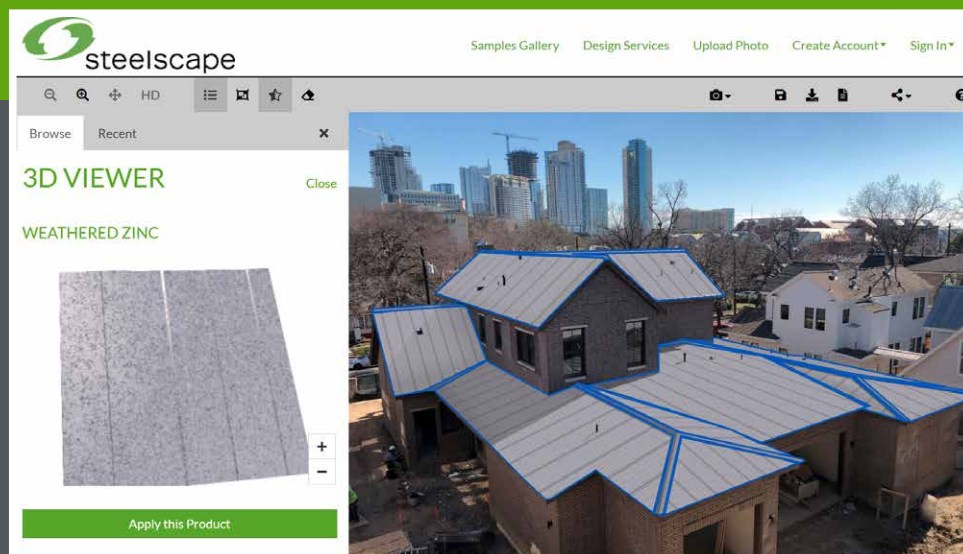 steelscape
Samples Gallery Design Services Upload Photo Create Account Sign In
HD
Browse Recent
3D VIEWER
Close
WEATHERED ZINC
Apply this Product